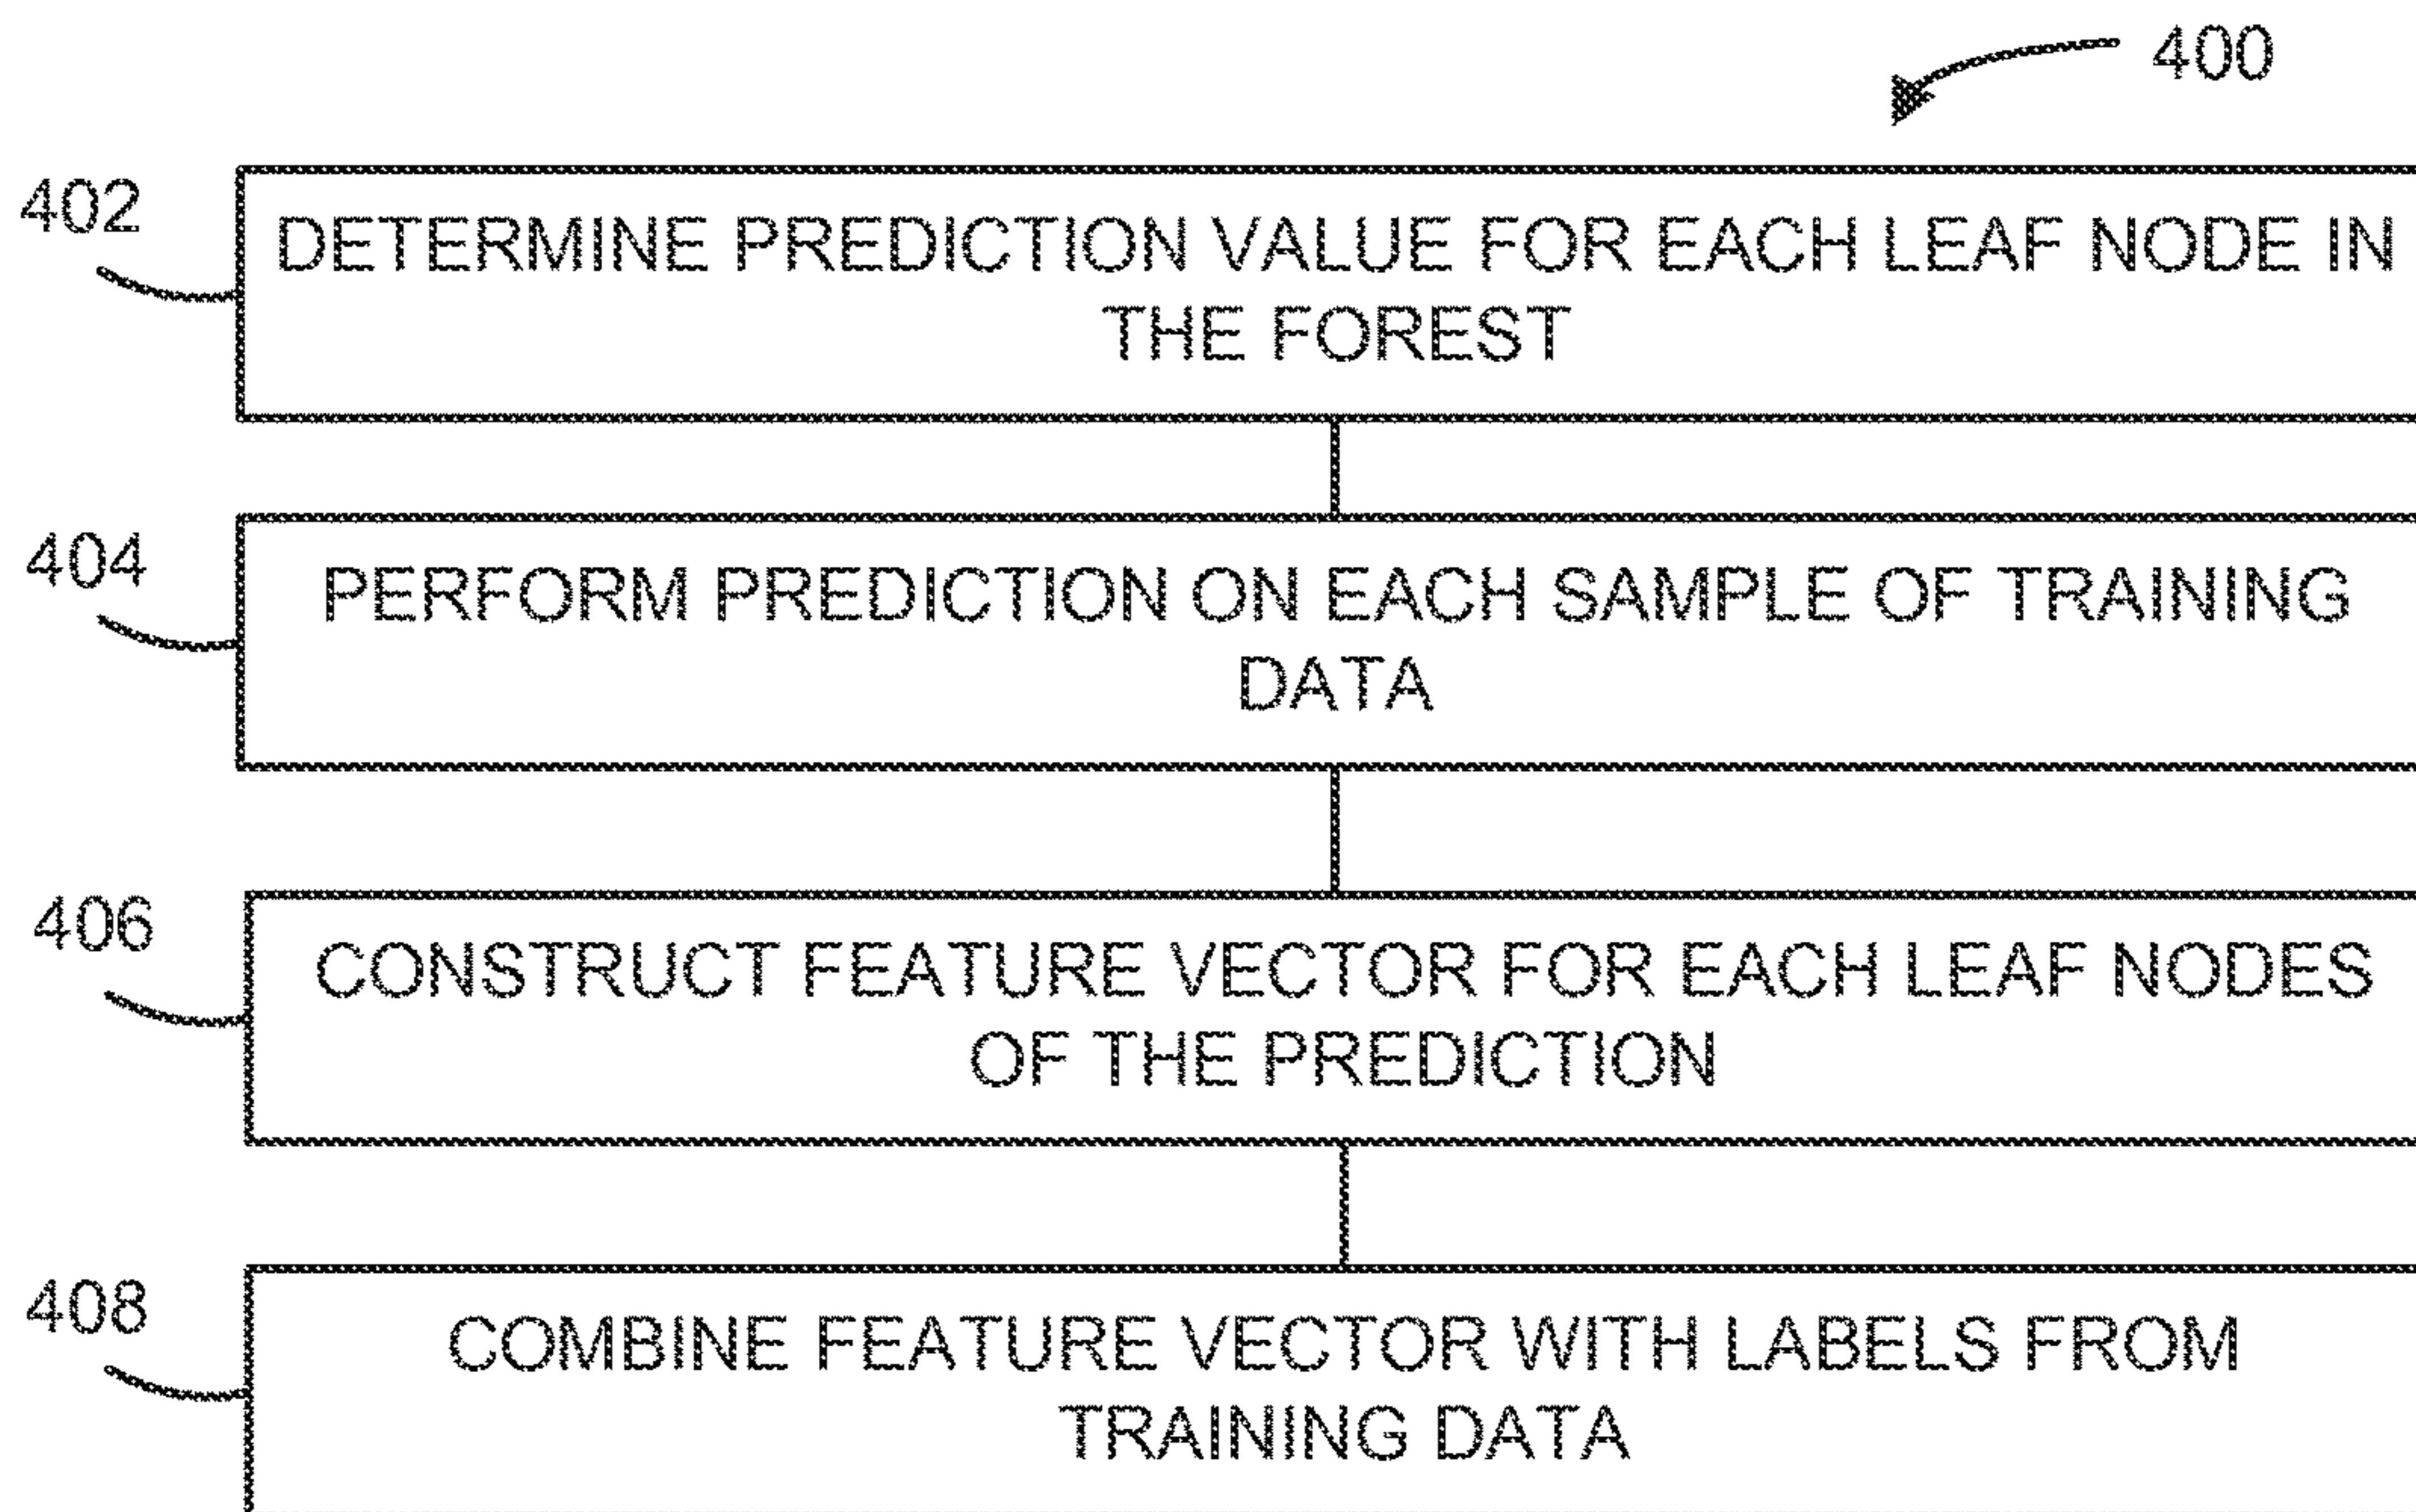 400
402
DETERMINE PREDICTION VALUE FOR EACH LEAF NODE IN
THE FOREST
404
PERFORM PREDICTION ON EACH SAMPLE OF TRAINING
DATA
406
CONSTRUCT FEATURE VECTOR FOR EACH LEAF NODES
OF THE PREDICTION
408
COMBINE FEATURE VECTOR WITH LABELS FROM
TRAINING DATA